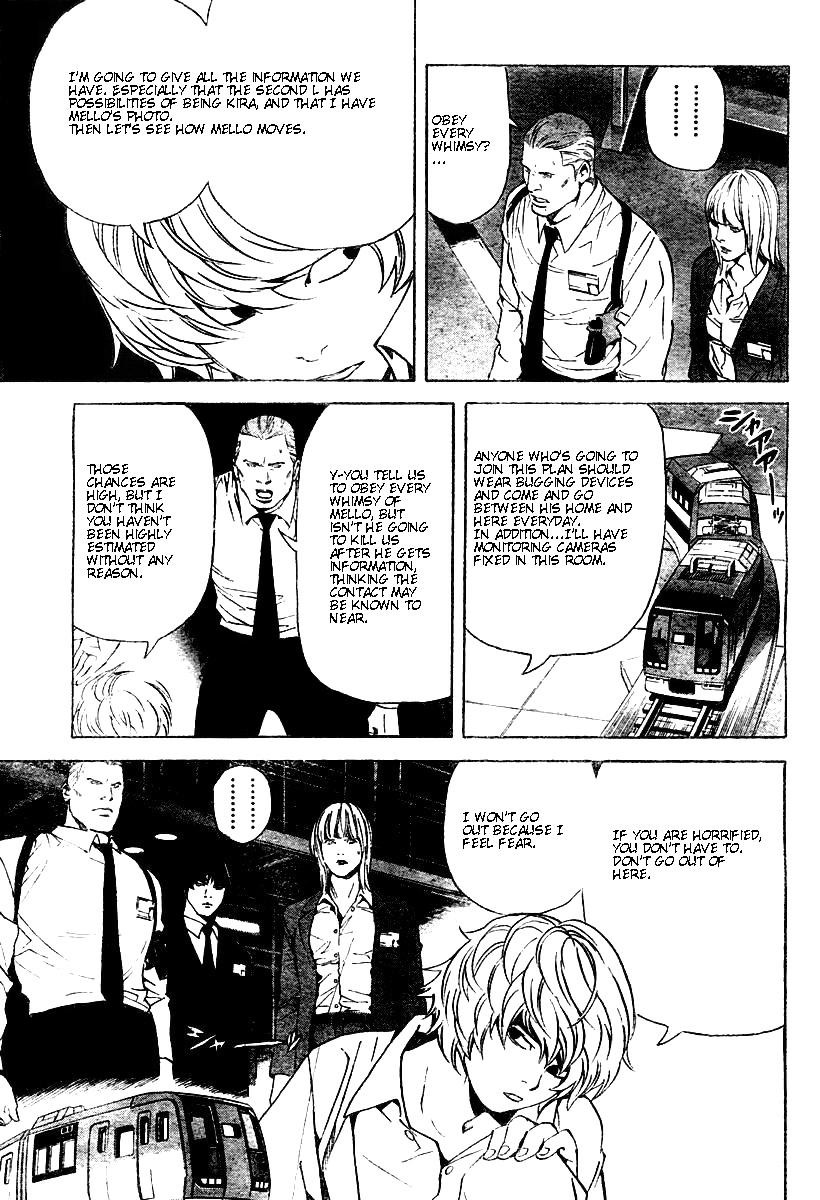 .......
.......
OBEY
EVERY
WHIMSY?
...
I'M GOING TO GIVE ALL THE INFORMATION WE
HAVE. ESPECIALLY THAT THE SECOND L HAS
POSSIBILITIES OF BEING KIRA, AND THAT I HAVE
MELLO'S PHOTO.
THEN LET'S SEE HOW MELLO MOVES.
シャアアァー
ANYONE WHO'S GOING TO
JOIN THIS PLAN SHOULD
WEAR BUGGING DEVICES
AND COME AND GO
BETWEEN HIS HOME AND
HERE EVERYDAY.
IN ADDITION...I'LL HAVE
MONITORING CAMERAS
FIXED IN THIS ROOM.
Y-YOU TELL US
TO OBEY EVERY
WHIMSY OF
MELLO, BUT
ISN'T HE GOING
TO KILL US
AFTER HE GETS
INFORMATION,
THINKING THE
CONTACT MAY
BE KNOWN TO
NEAR.
THOSE
CHANCES ARE
HIGH, BUT I
DON'T THINK
YOU HAVEN'T
BEEN HIGHLY
ESTIMATED
WITHOUT ANY
REASON.
IF YOU ARE HORRIFIED,
YOU DON'T HAVE TO.
DON'T GO OUT OF
HERE.
I WON'T GO
OUT BECAUSE I
FEEL FEAR.
.......
.......